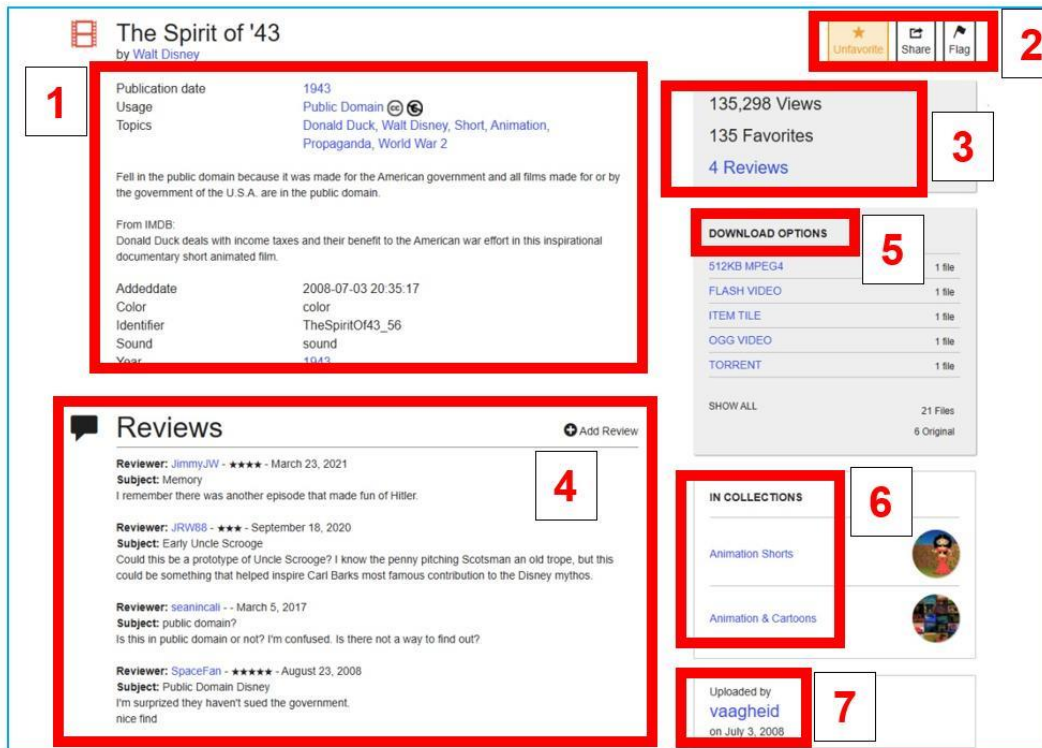 The Spirit of '43
by Walt Disney
1
Publication date 1943
Usage Public Domain
Topics Donald Duck, Walt Disney, Short, Animation,
Propaganda, World War 2
Fell in the public domain because it was made for the American government and all films made for or by
the government of the U.S.A. are in the public domain.
From IMDB:
Donald Duck deals with income taxes and their benefit to the American war effort in this inspirational
documentary short animated film.
Addeddate 2008-07-03 20:35:17
Color color
Identifier TheSpiritOf43_56
Sound sound
Year 1943
Reviews
Add Review
4
Reviewer: JimmyJW - ★★★★ - March 23, 2021
Subject: Memory
I remember there was another episode that made fun of Hitler.
Reviewer: JRW88 - ★★★ - September 18, 2020
Subject: Early Uncle Scrooge
Could this be a prototype of Uncle Scrooge? I know the penny pitching Scotsman an old trope, but this
could be something that helped inspire Carl Barks most famous contribution to the Disney mythos.
Reviewer: seanincali - - March 5, 2017
Subject: public domain?
Is this in public domain or not? I'm confused. Is there not a way to find out?
Reviewer: SpaceFan - ★★★★★ - August 23, 2008
Subject: Public Domain Disney
I'm surprized they haven't sued the government.
nice find
Unfavorite Share Flag
2
135,298 Views
135 Favorites
4 Reviews
3
DOWNLOAD OPTIONS
5
512KB MPEG4 1 file
FLASH VIDEO 1 file
ITEM TILE 1 file
OGG VIDEO 1 file
TORRENT 1 file
SHOW ALL 21 Files
6 Original
IN COLLECTIONS
6
Animation Shorts
Animation & Cartoons
Uploaded by
vaagheid
on July 3, 2008
7